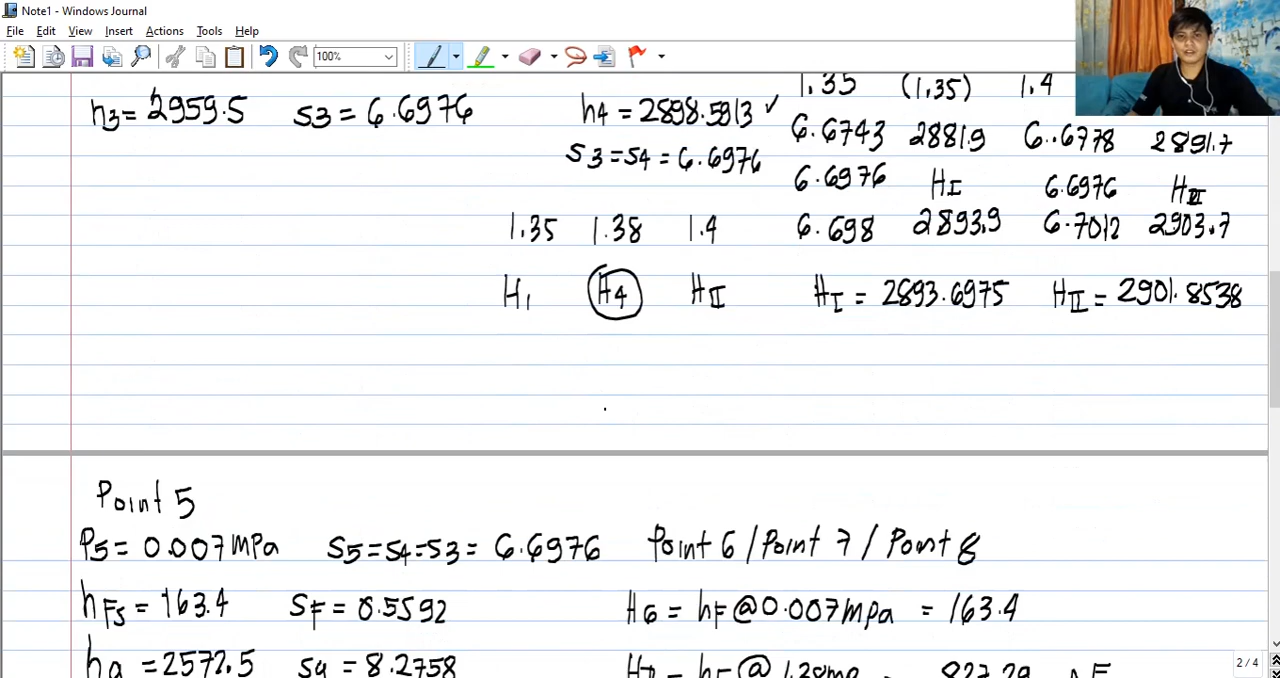 Note1 - Windows Journal
File Edit View Insert Actions Tools Help
100%
1.35 (1.35) 1.4
h3= 2959.5 s3 = 6.6976 h4 = 2898.5913 ✓ 6.6743 2881.9 6..6778 2891.7
s3 = s4 = 6.6976 6.6976 HI 6.6976 HII
1.35 1.38 1.4 6.698 2893.9 6.7012 2903.7
H1 H4 HII HI = 2893.6975 HII = 2901.8538
Point 5
P5 = 0.007 MPa s5=s4=s3 = 6.6976 Point 6 / Point 7 / Point 8
hF5 = 163.4 SF = 0.5592 H6 = hF@0.007mpa = 163.4
hg = 2572.5 sg = 8.2758 hF@ 1.38mp
2 / 4